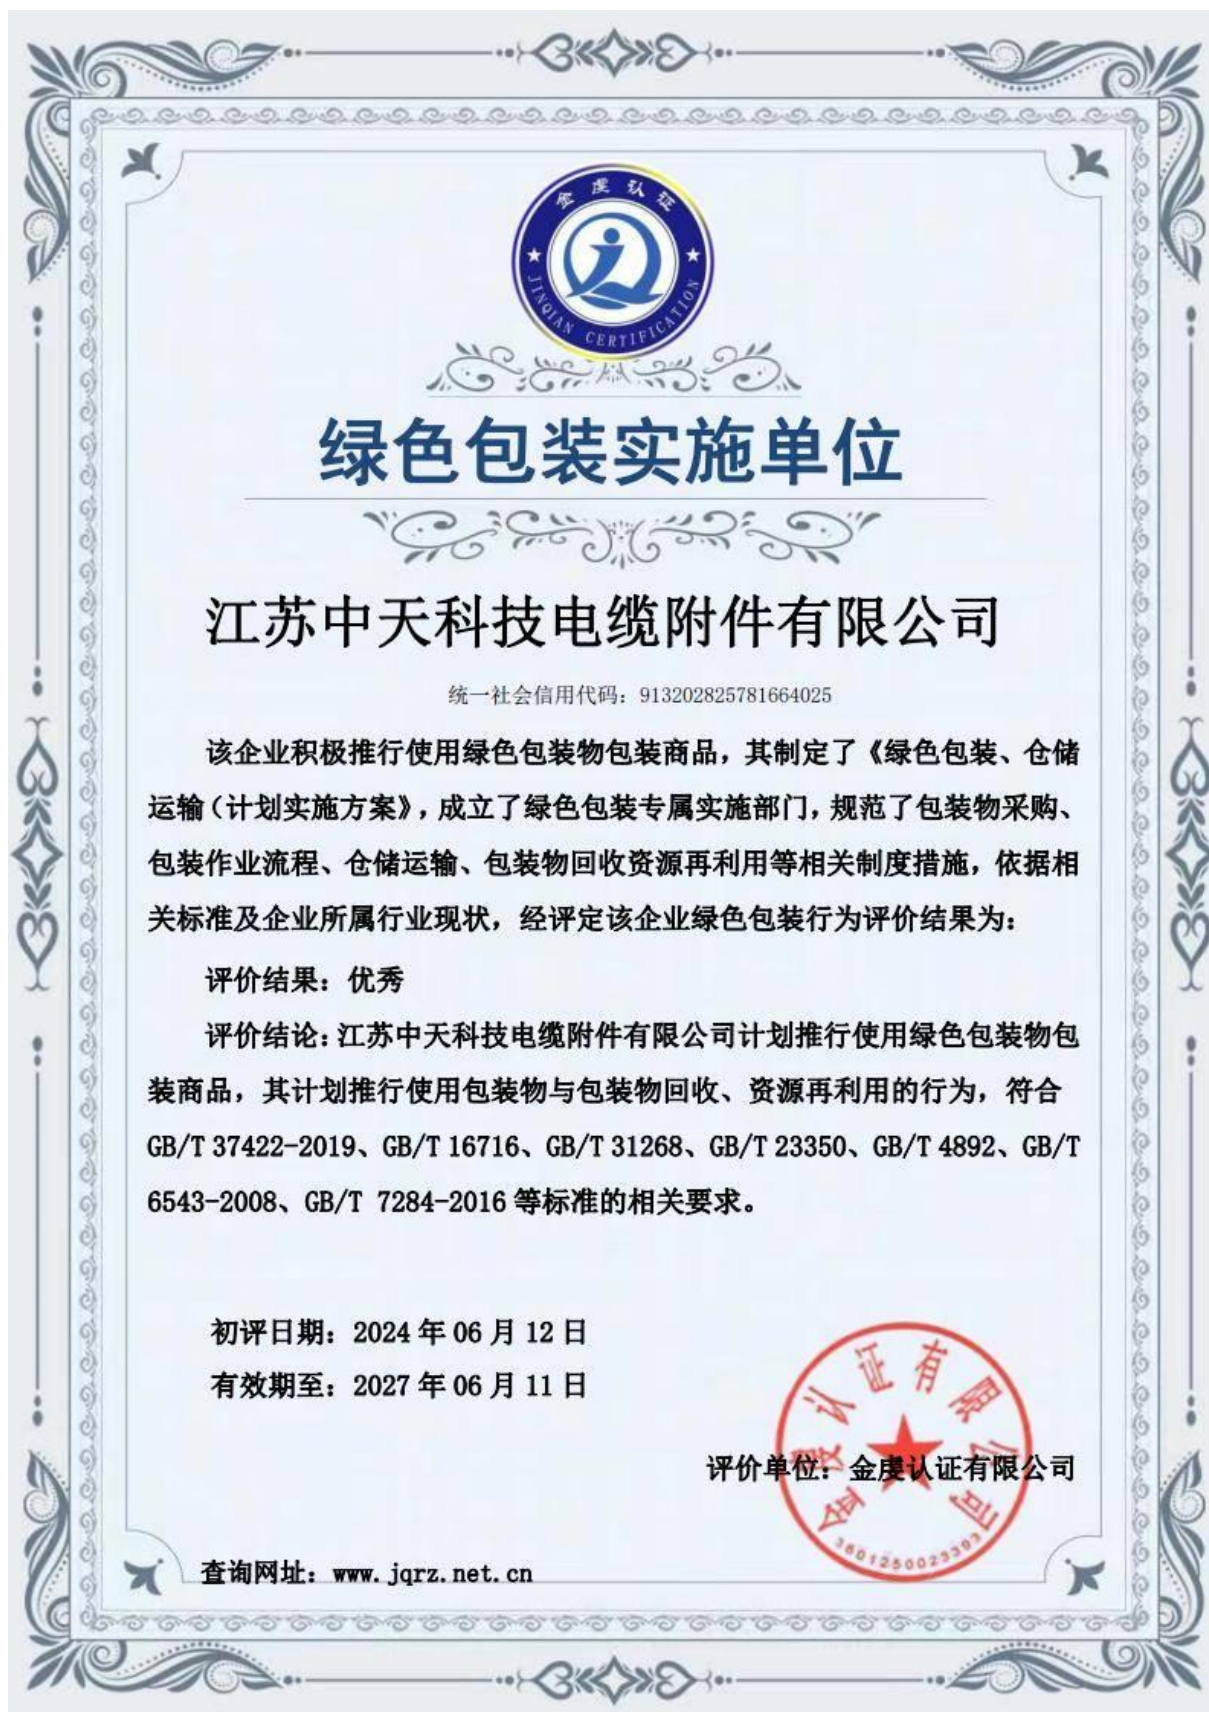 金虔认证
JINQIAN CERTIFICATION
绿色包装实施单位
江苏中天科技电缆附件有限公司
统一社会信用代码：913202825781664025
该企业积极推行使用绿色包装物包装商品，其制定了《绿色包装、仓储
运输（计划实施方案》，成立了绿色包装专属实施部门，规范了包装物采购、
包装作业流程、仓储运输、包装物回收资源再利用等相关制度措施，依据相
关标准及企业所属行业现状，经评定该企业绿色包装行为评价结果为：
评价结果：优秀
评价结论：江苏中天科技电缆附件有限公司计划推行使用绿色包装物包
装商品，其计划推行使用包装物与包装物回收、资源再利用的行为，符合
GB/T 37422-2019、GB/T 16716、GB/T 31268、GB/T 23350、GB/T 4892、GB/T
6543-2008、GB/T 7284-2016 等标准的相关要求。
初评日期：2024 年 06 月 12 日
有效期至：2027 年 06 月 11 日
评价单位：金虔认证有限公司
金虔认证有限公司
3601250023393
查询网址：www.jqrz.net.cn